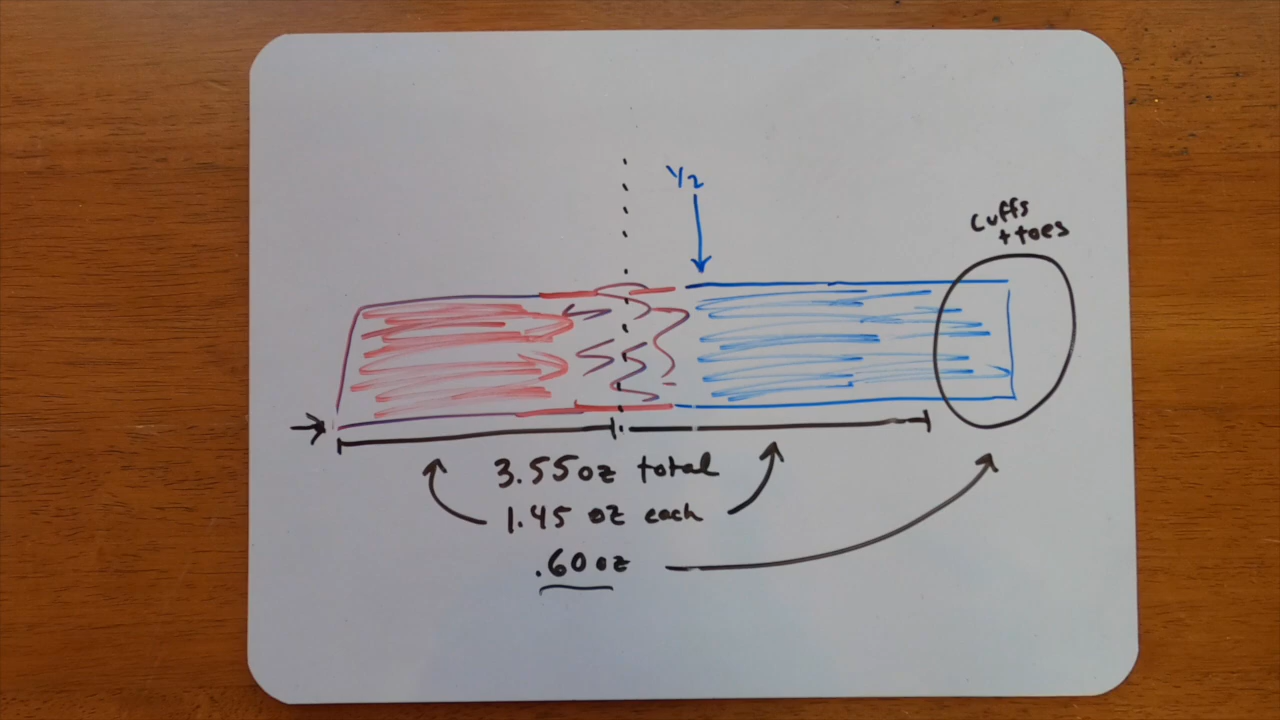 1/2
cuffs
+ toes
3.55oz total
1.45 oz each
.60oz